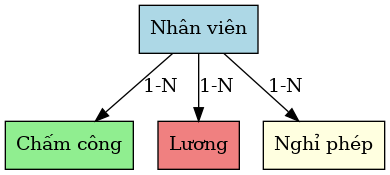 Nhân viên
1-N
1-N
1-N
Chấm công
Lương
Nghỉ phép